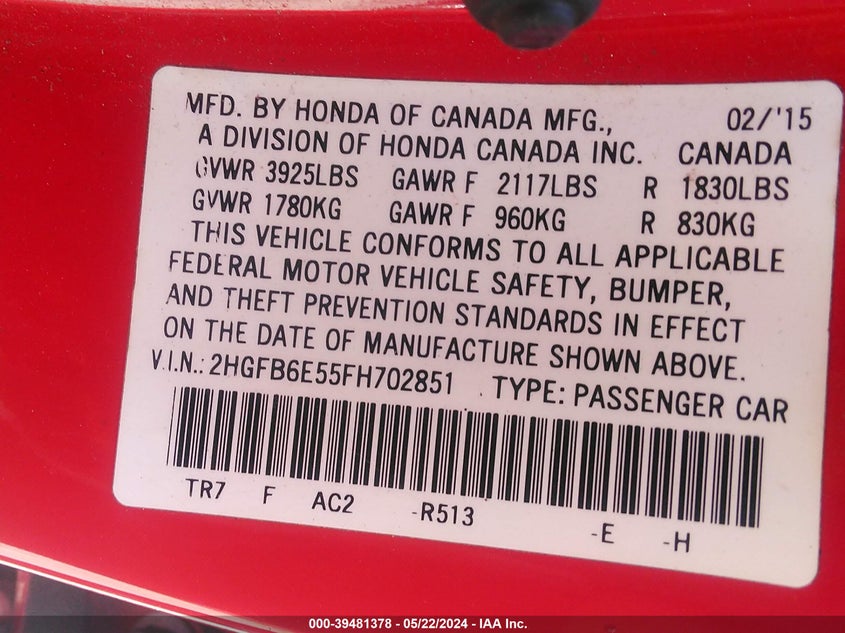 MFD. BY HONDA OF CANADA MFG., 02/'15
A DIVISION OF HONDA CANADA INC. CANADA
GVWR 3925LBS GAWR F 2117LBS R 1830LBS
GVWR 1780KG GAWR F 960KG R 830KG
THIS VEHICLE CONFORMS TO ALL APPLICABLE
FEDERAL MOTOR VEHICLE SAFETY, BUMPER,
AND THEFT PREVENTION STANDARDS IN EFFECT
ON THE DATE OF MANUFACTURE SHOWN ABOVE.
V.I.N.: 2HGFB6E55FH702851 TYPE: PASSENGER CAR
TR7 F AC2 -R513 -E -H
000-39481378 - 05/22/2024 - IAA Inc.